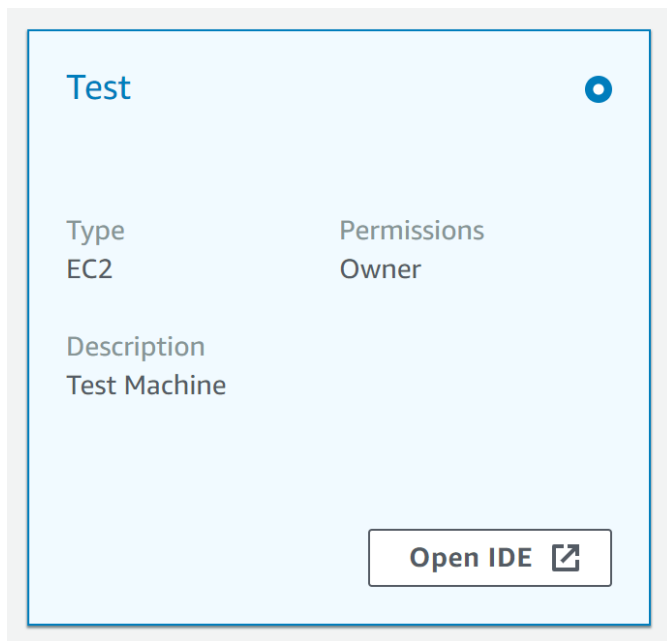 Test
Type
Permissions
EC2
Owner
Description
Test Machine
Open IDE